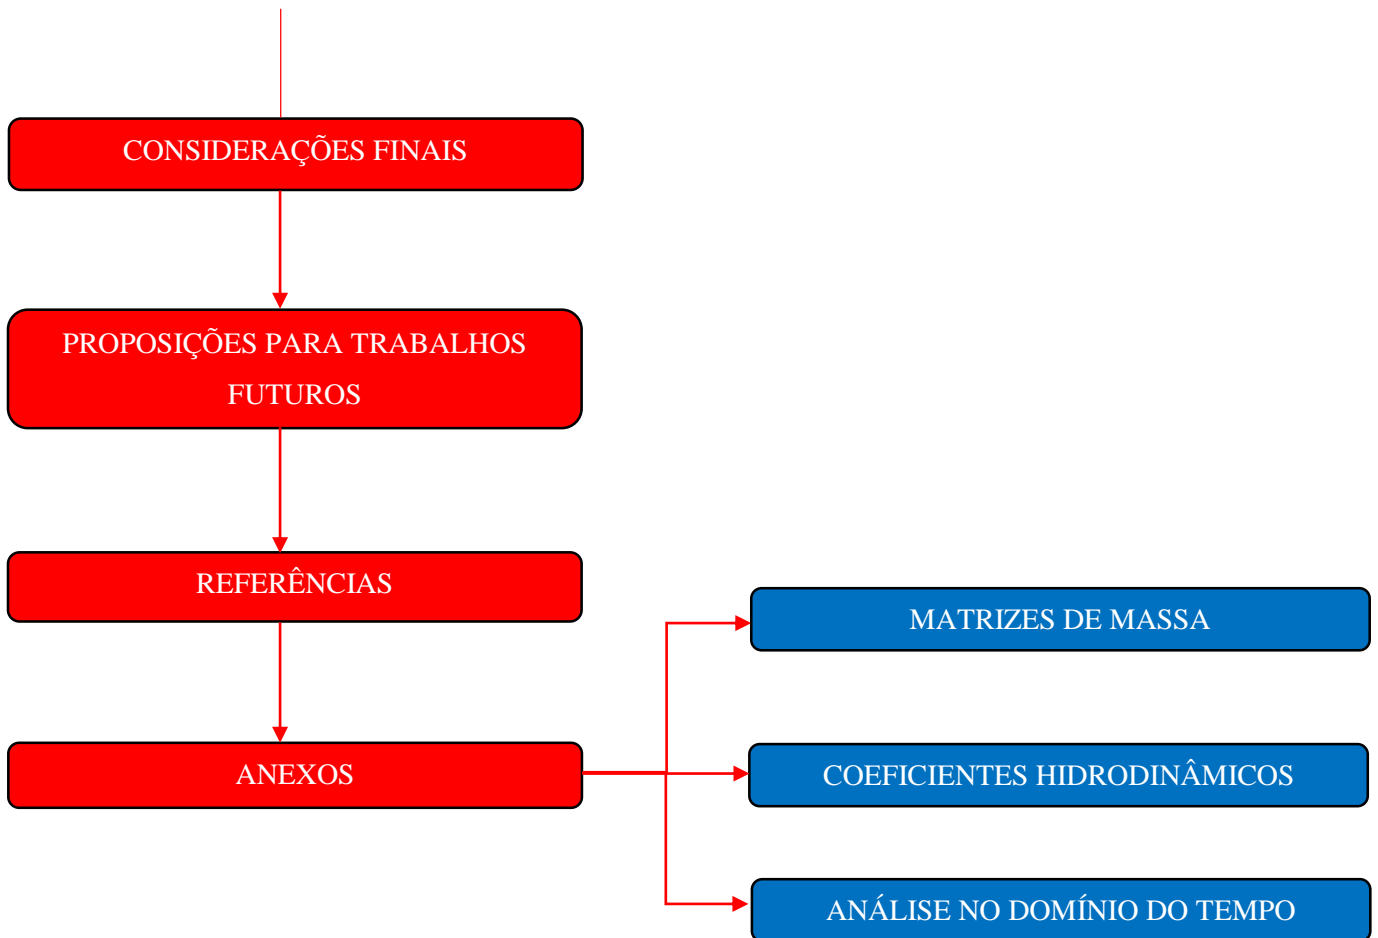 CONSIDERAÇÕES FINAIS
PROPOSIÇÕES PARA TRABALHOS
FUTUROS
REFERÊNCIAS
ANEXOS
MATRIZES DE MASSA
COEFICIENTES HIDRODINÂMICOS
ANÁLISE NO DOMÍNIO DO TEMPO